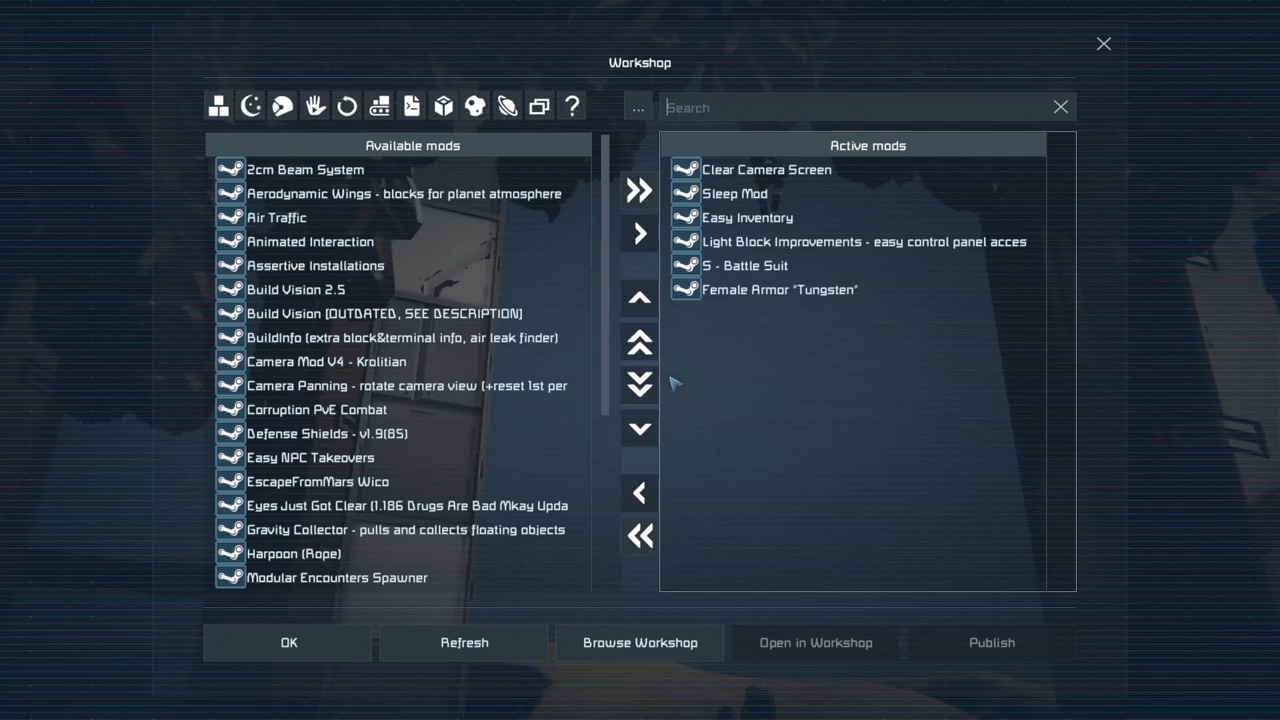 Workshop
...
Search
Available mods
2cm Beam System
Aerodynamic Wings - blocks for planet atmosphere
Air Traffic
Animated Interaction
Assertive Installations
Build Vision 2.5
Build Vision [OUTDATED, SEE DESCRIPTION]
BuildInfo (extra block&terminal info, air leak finder)
Camera Mod V4 - Krolitian
Camera Panning - rotate camera view (+reset 1st per
Corruption PvE Combat
Defense Shields - v1.9(85)
Easy NPC Takeovers
EscapeFromMars Wico
Eyes Just Got Clear (1.186 Drugs Are Bad Mkay Upda
Gravity Collector - pulls and collects floating objects
Harpoon (Rope)
Modular Encounters Spawner
Active mods
Clear Camera Screen
Sleep Mod
Easy Inventory
Light Block Improvements - easy control panel acces
S - Battle Suit
Female Armor "Tungsten"
OK
Refresh
Browse Workshop
Open in Workshop
Publish